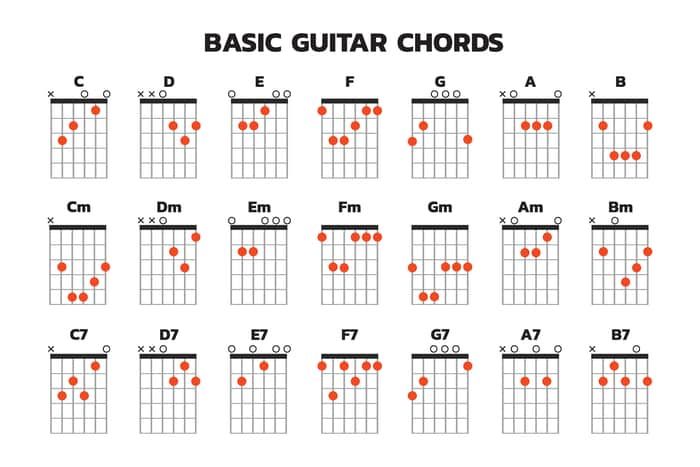 BASIC GUITAR CHORDS
C D E F G A B
x o o x x o o o o o o o x o o x
Cm Dm Em Fm Gm Am Bm
x x x o o o o o x o o x o
C7 D7 E7 F7 G7 A7 B7
x o x x o o o o o o o o x o o o x o